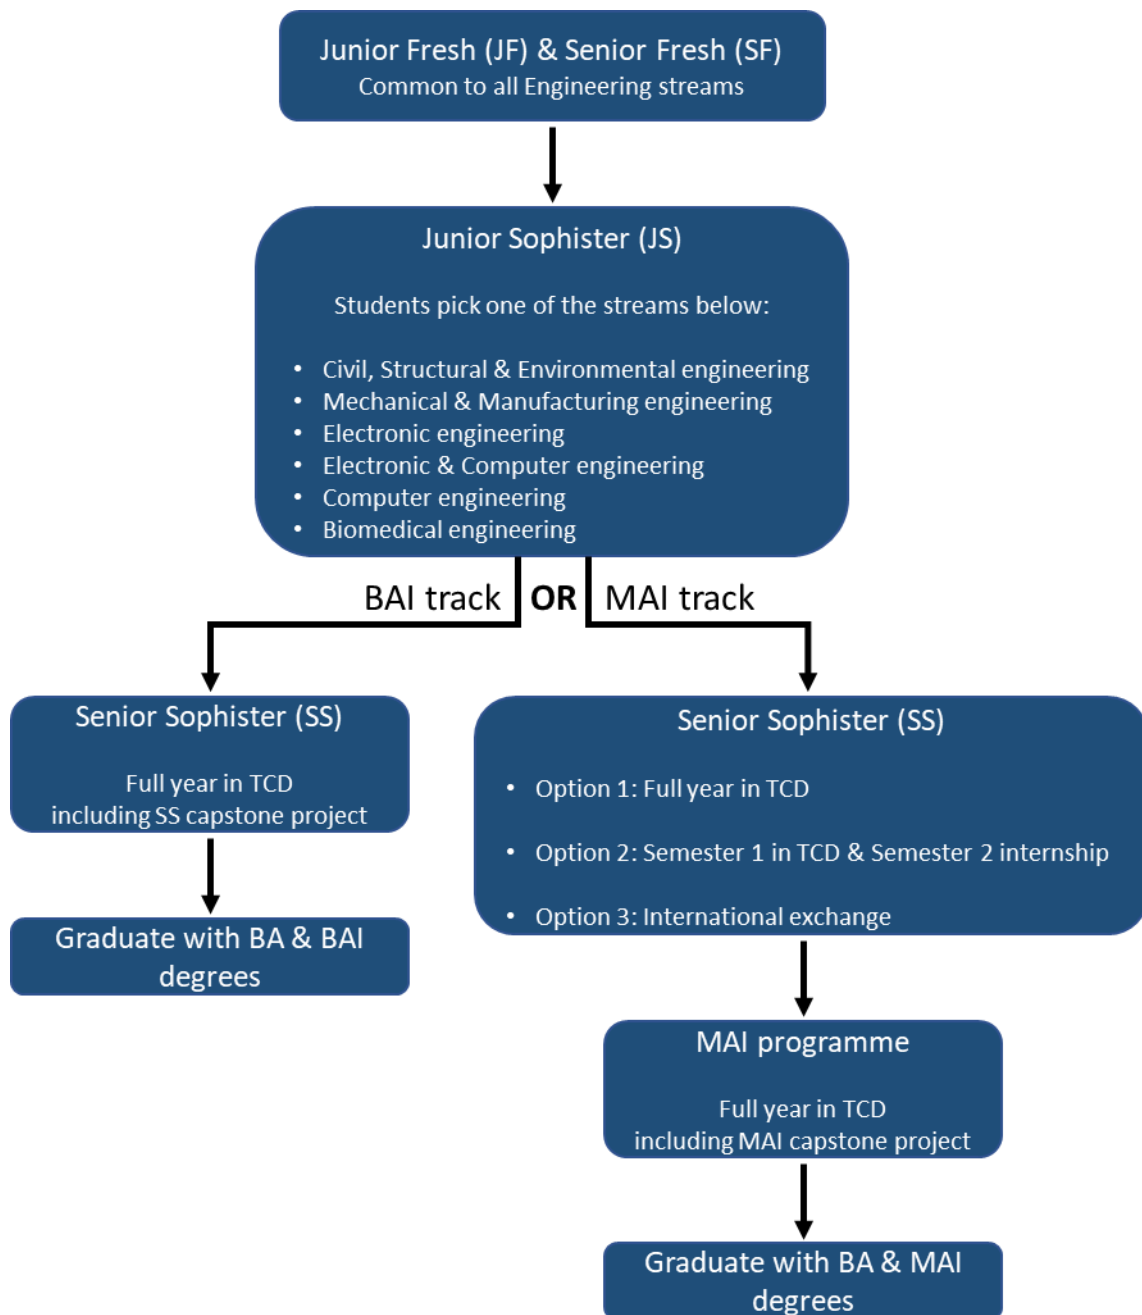 Junior Fresh (JF) & Senior Fresh (SF)
Common to all Engineering streams
Junior Sophister (JS)
Students pick one of the streams below:
• Civil, Structural & Environmental engineering
• Mechanical & Manufacturing engineering
• Electronic engineering
• Electronic & Computer engineering
• Computer engineering
• Biomedical engineering
BAI track OR MAI track
Senior Sophister (SS)
Full year in TCD
including SS capstone project
Graduate with BA & BAI
degrees
Senior Sophister (SS)
• Option 1: Full year in TCD
• Option 2: Semester 1 in TCD & Semester 2 internship
• Option 3: International exchange
MAI programme
Full year in TCD
including MAI capstone project
Graduate with BA & MAI
degrees